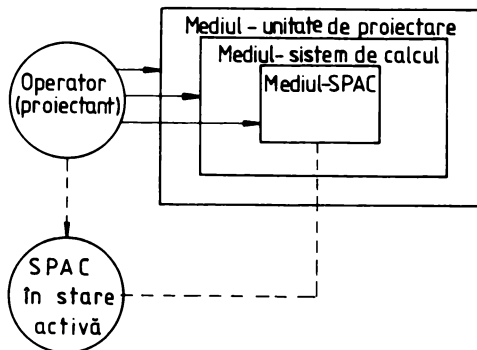 Mediul - unitate de proiectare
Mediul- sistem de calcul
Mediul-SPAC
Operator
(proiectant)
SPAC
în stare
activă